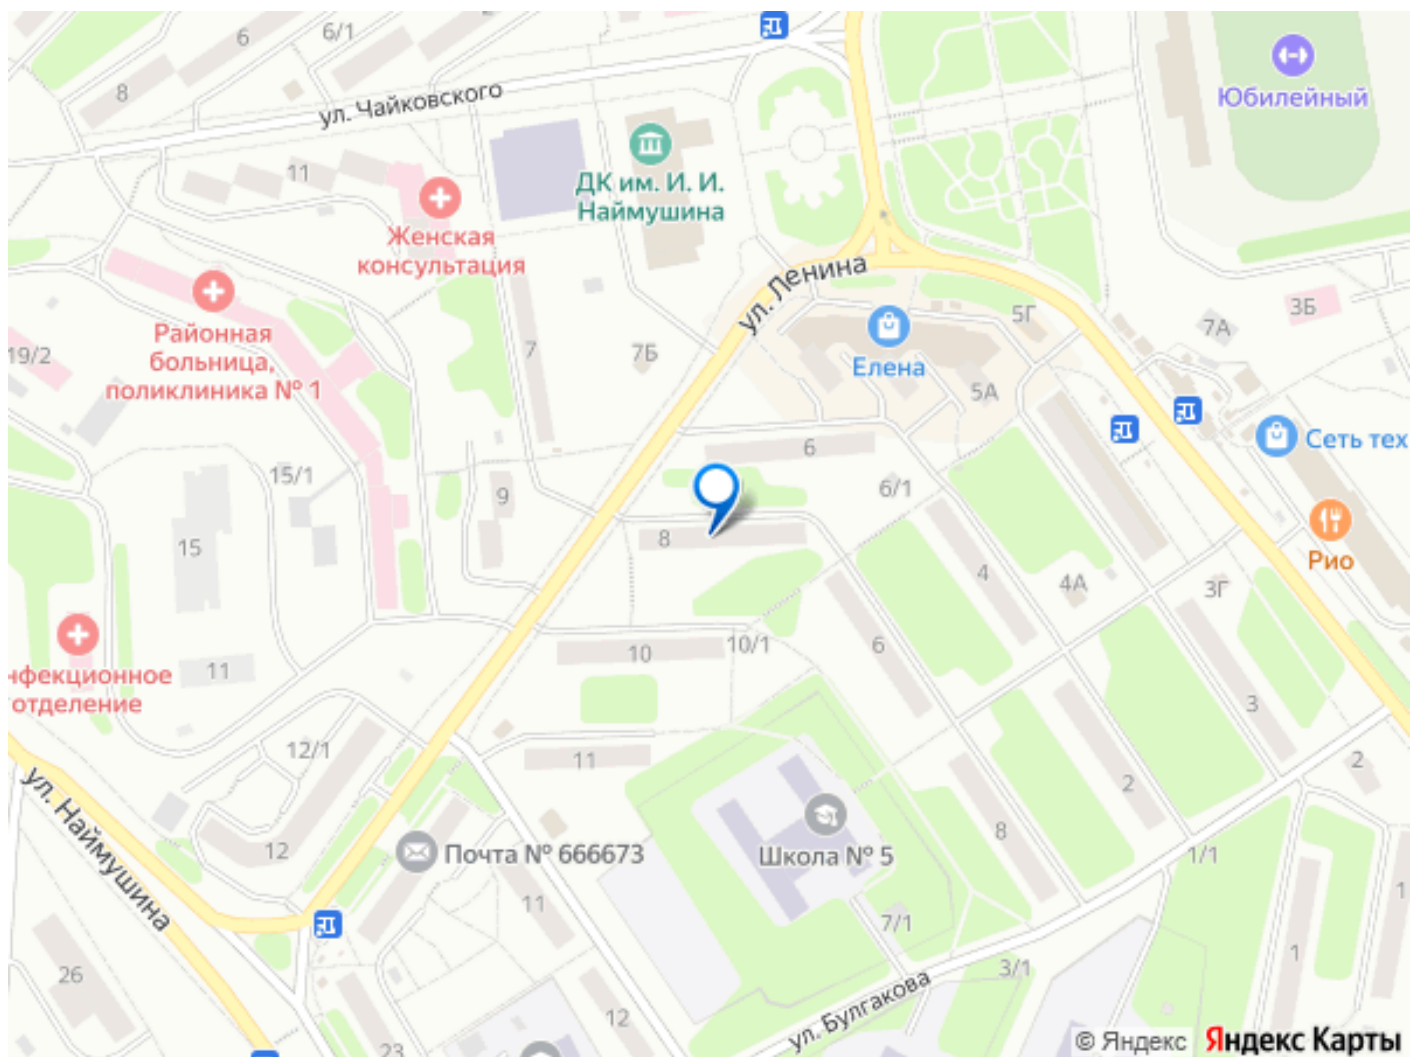 6/1
6
8
ул. Чайковского
Юбилейный
11
ДК им. И. И.
Наймушина
Женская
консультация
ул. Ленина
Районная
больница,
поликлиника № 1
19/2
7
7Б
Елена
5Г
5А
3Б
7А
Сеть тех
6
6/1
15/1
9
8
15
4
4А
3Г
Рио
10
10/1
6
11
нфекционное
отделение
12/1
11
3
2
2
ул. Наймушина
12
Почта № 666673
Школа № 5
8
1/1
11
7/1
1
26
3/1
1
12
ул. Булгакова
23
© Яндекс
Яндекс Карты